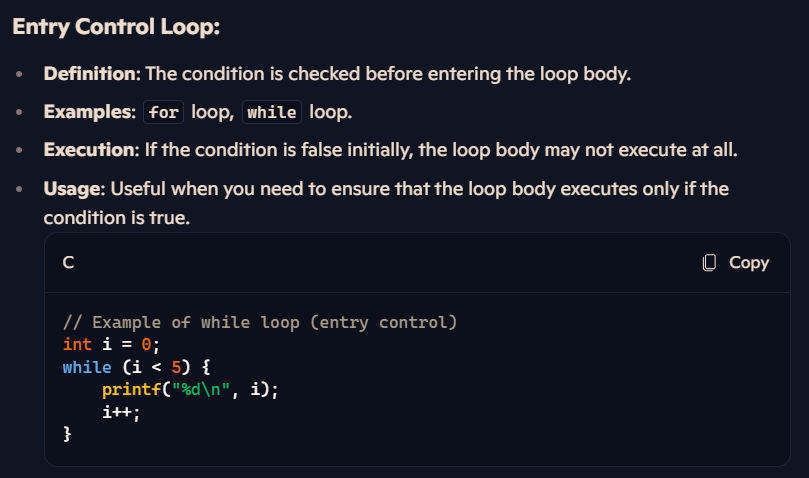 Entry Control Loop:
• Definition: The condition is checked before entering the loop body.
• Examples: for loop, while loop.
• Execution: If the condition is false initially, the loop body may not execute at all.
• Usage: Useful when you need to ensure that the loop body executes only if the
condition is true.
C Copy
// Example of while loop (entry control)
int i = 0;
while (i < 5) {
    printf("%d\n", i);
    i++;
}